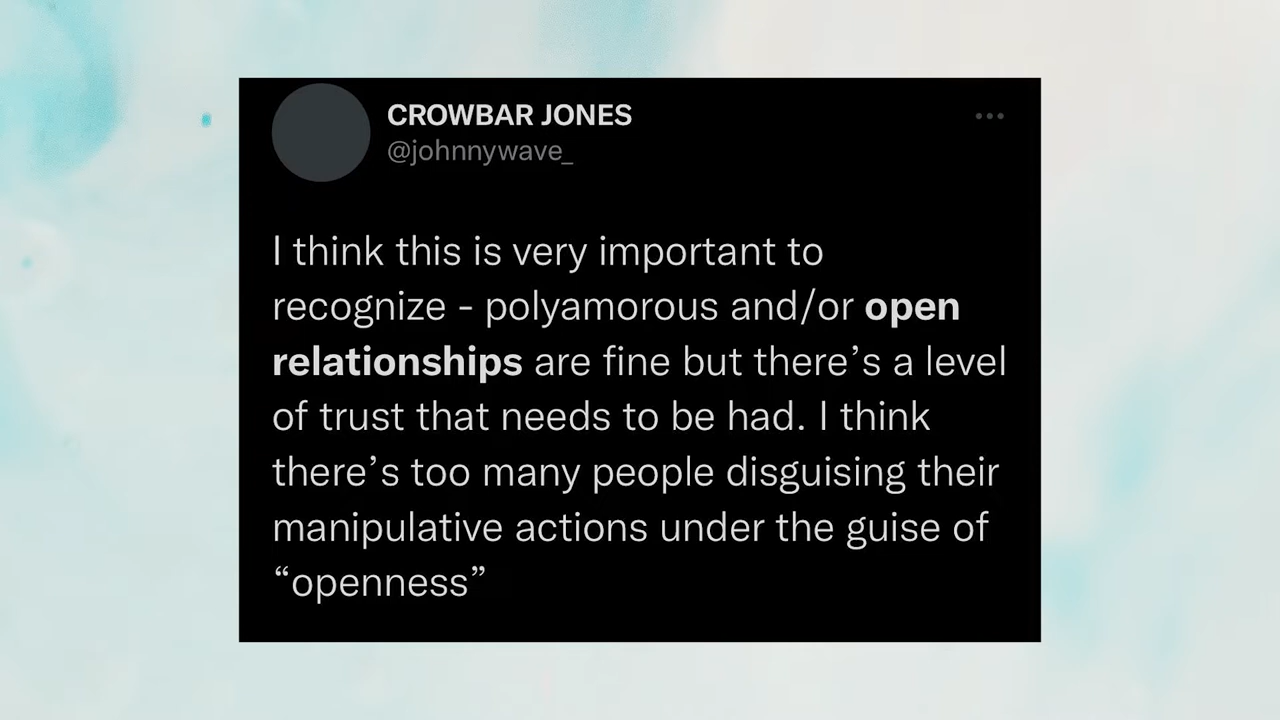 CROWBAR JONES
@johnnywave_
I think this is very important to
recognize - polyamorous and/or open
relationships are fine but there’s a level
of trust that needs to be had. I think
there’s too many people disguising their
manipulative actions under the guise of
“openness”